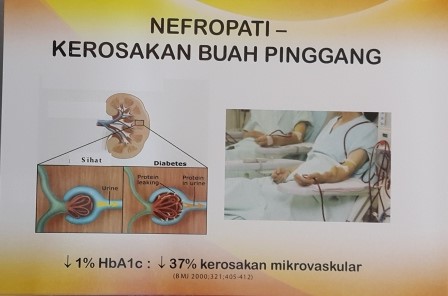 NEFROPATI –
KEROSAKAN BUAH PINGGANG
Sihat
Diabetes
Urine
Protein leaking
Protein in urine
↓ 1% HbA1c : ↓ 37% kerosakan mikrovaskular
(BMJ 2000;321:405-412)